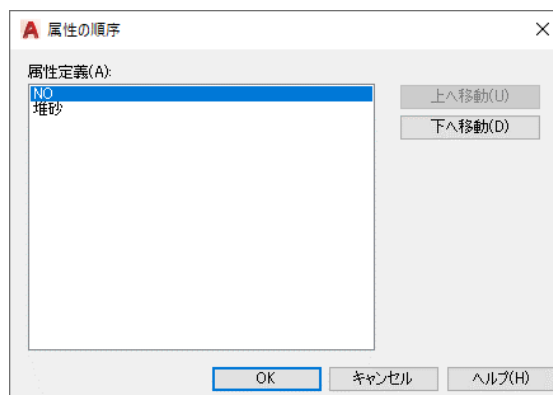 属性の順序
属性定義(A):
NO
堆砂
上へ移動(U)
下へ移動(D)
OK
キャンセル
ヘルプ(H)